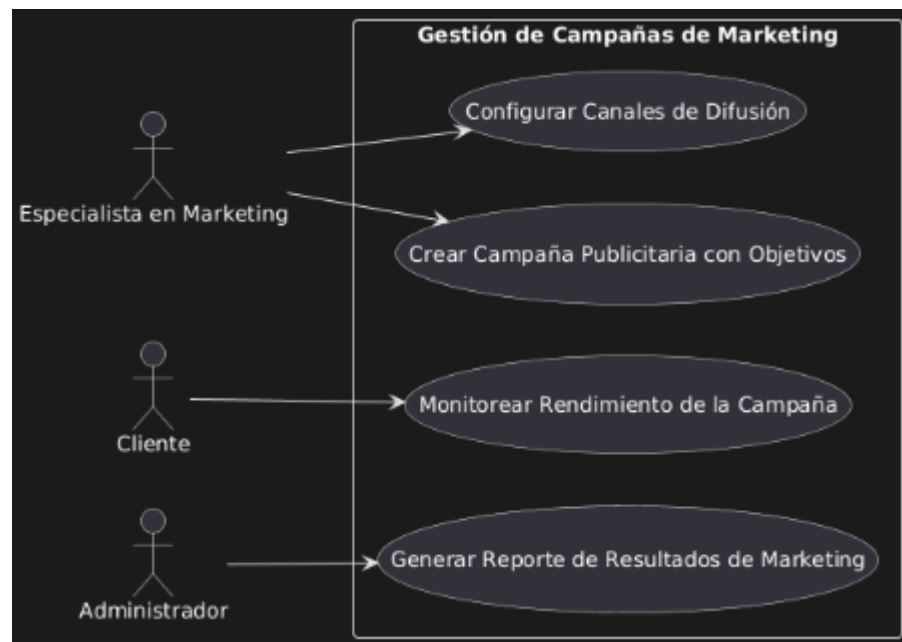 Gestión de Campañas de Marketing
Configurar Canales de Difusión
Especialista en Marketing
Crear Campaña Publicitaria con Objetivos
Monitorear Rendimiento de la Campaña
Cliente
Generar Reporte de Resultados de Marketing
Administrador